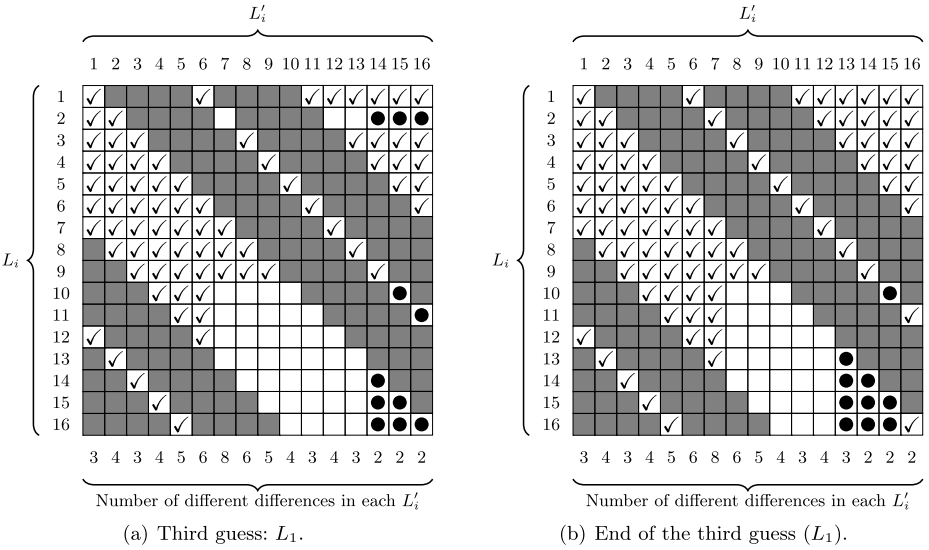 L′i L′i
1 2 3 4 5 6 7 8 9 10 11 12 13 14 15 16 1 2 3 4 5 6 7 8 9 10 11 12 13 14 15 16
1 ✓ ✓ ✓ ✓ ✓ ✓ ✓ ✓ 1 ✓ ✓ ✓ ✓ ✓ ✓ ✓ ✓
2 ✓ ✓ ● ● ● 2 ✓ ✓ ✓ ✓ ✓ ✓ ✓ ✓
3 ✓ ✓ ✓ ✓ ✓ ✓ ✓ ✓ 3 ✓ ✓ ✓ ✓ ✓ ✓ ✓ ✓
4 ✓ ✓ ✓ ✓ ✓ ✓ ✓ ✓ 4 ✓ ✓ ✓ ✓ ✓ ✓ ✓ ✓
5 ✓ ✓ ✓ ✓ ✓ ✓ ✓ ✓ 5 ✓ ✓ ✓ ✓ ✓ ✓ ✓ ✓
6 ✓ ✓ ✓ ✓ ✓ ✓ ✓ ✓ 6 ✓ ✓ ✓ ✓ ✓ ✓ ✓ ✓
7 ✓ ✓ ✓ ✓ ✓ ✓ ✓ ✓ 7 ✓ ✓ ✓ ✓ ✓ ✓ ✓ ✓
8 ✓ ✓ ✓ ✓ ✓ ✓ ✓ ✓ 8 ✓ ✓ ✓ ✓ ✓ ✓ ✓ ✓
Li Li
9 ✓ ✓ ✓ ✓ ✓ ✓ ✓ ✓ 9 ✓ ✓ ✓ ✓ ✓ ✓ ✓ ✓
10 ✓ ✓ ✓ ● 10 ✓ ✓ ✓ ✓ ●
11 ✓ ✓ ● 11 ✓ ✓ ✓ ✓
12 ✓ ✓ 12 ✓ ✓ ✓
13 ✓ 13 ✓ ✓ ●
14 ✓ ● 14 ✓ ● ●
15 ✓ ● ● 15 ✓ ● ● ●
16 ✓ ● ● ● 16 ✓ ● ● ● ✓
3 4 3 4 5 6 8 6 5 4 3 4 3 2 2 2 3 4 3 4 5 6 7 8 6 5 4 3 4 3 2 2
Number of different differences in each L′i Number of different differences in each L′i
(a) Third guess: L1. (b) End of the third guess (L1).